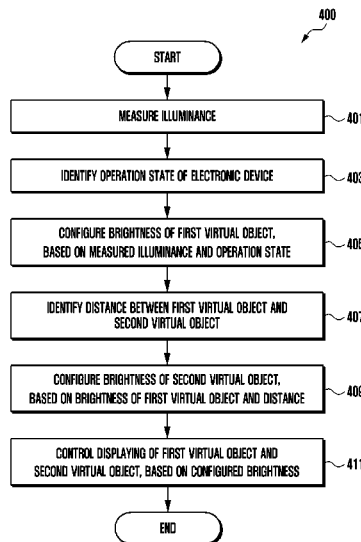 400
START
MEASURE ILLUMINANCE
401
IDENTIFY OPERATION STATE OF ELECTRONIC DEVICE
403
CONFIGURE BRIGHTNESS OF FIRST VIRTUAL OBJECT,
BASED ON MEASURED ILLUMINANCE AND OPERATION STATE
405
IDENTIFY DISTANCE BETWEEN FIRST VIRTUAL OBJECT AND
SECOND VIRTUAL OBJECT
407
CONFIGURE BRIGHTNESS OF SECOND VIRTUAL OBJECT,
BASED ON BRIGHTNESS OF FIRST VIRTUAL OBJECT AND DISTANCE
409
CONTROL DISPLAYING OF FIRST VIRTUAL OBJECT AND
SECOND VIRTUAL OBJECT, BASED ON CONFIGURED BRIGHTNESS
411
END